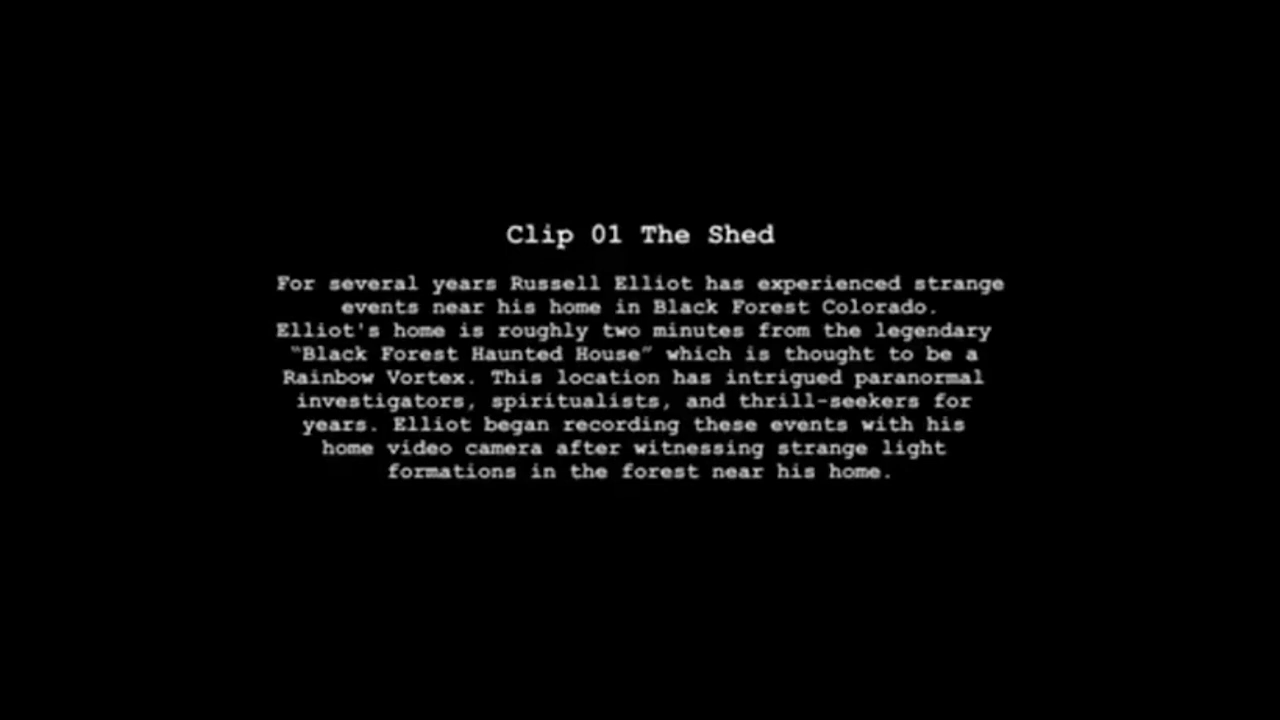 Clip 01 The Shed
For several years Russell Elliot has experienced strange
events near his home in Black Forest Colorado.
Elliot's home is roughly two minutes from the legendary
"Black Forest Haunted House" which is thought to be a
Rainbow Vortex. This location has intrigued paranormal
investigators, spiritualists, and thrill-seekers for
years. Elliot began recording these events with his
home video camera after witnessing strange light
formations in the forest near his home.